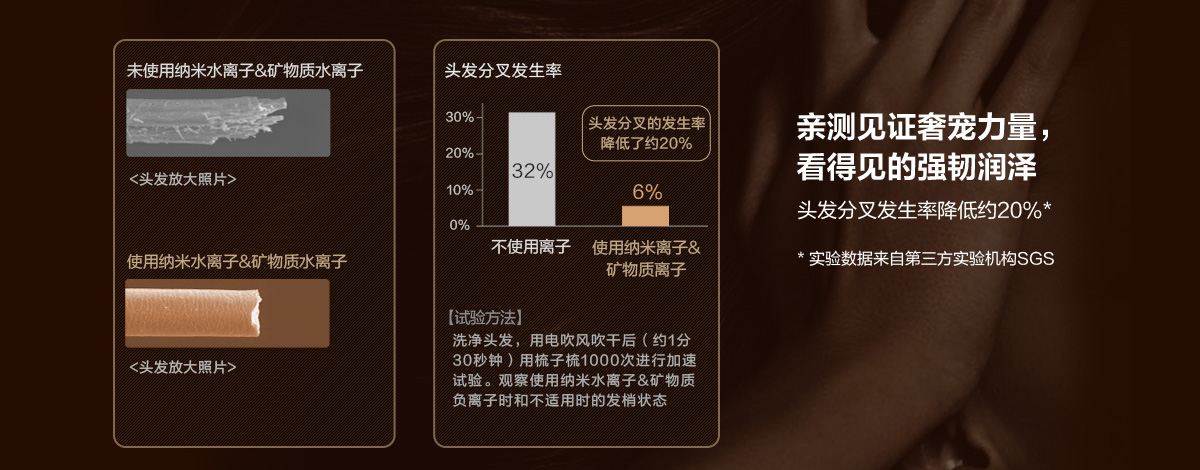 未使用纳米水离子&矿物质水离子
<头发放大照片>
使用纳米水离子&矿物质水离子
<头发放大照片>
头发分叉发生率
30%
20%
10%
0%
32%
6%
头发分叉的发生率
降低了约20%
不使用离子
使用纳米离子&
矿物质离子
【试验方法】
洗净头发，用电吹风吹干后（约1分
30秒钟）用梳子梳1000次进行加速
试验。观察使用纳米水离子&矿物质
负离子时和不适用时的发梢状态
亲测见证奢宠力量，
看得见的强韧润泽
头发分叉发生率降低约20%*
* 实验数据来自第三方实验机构SGS